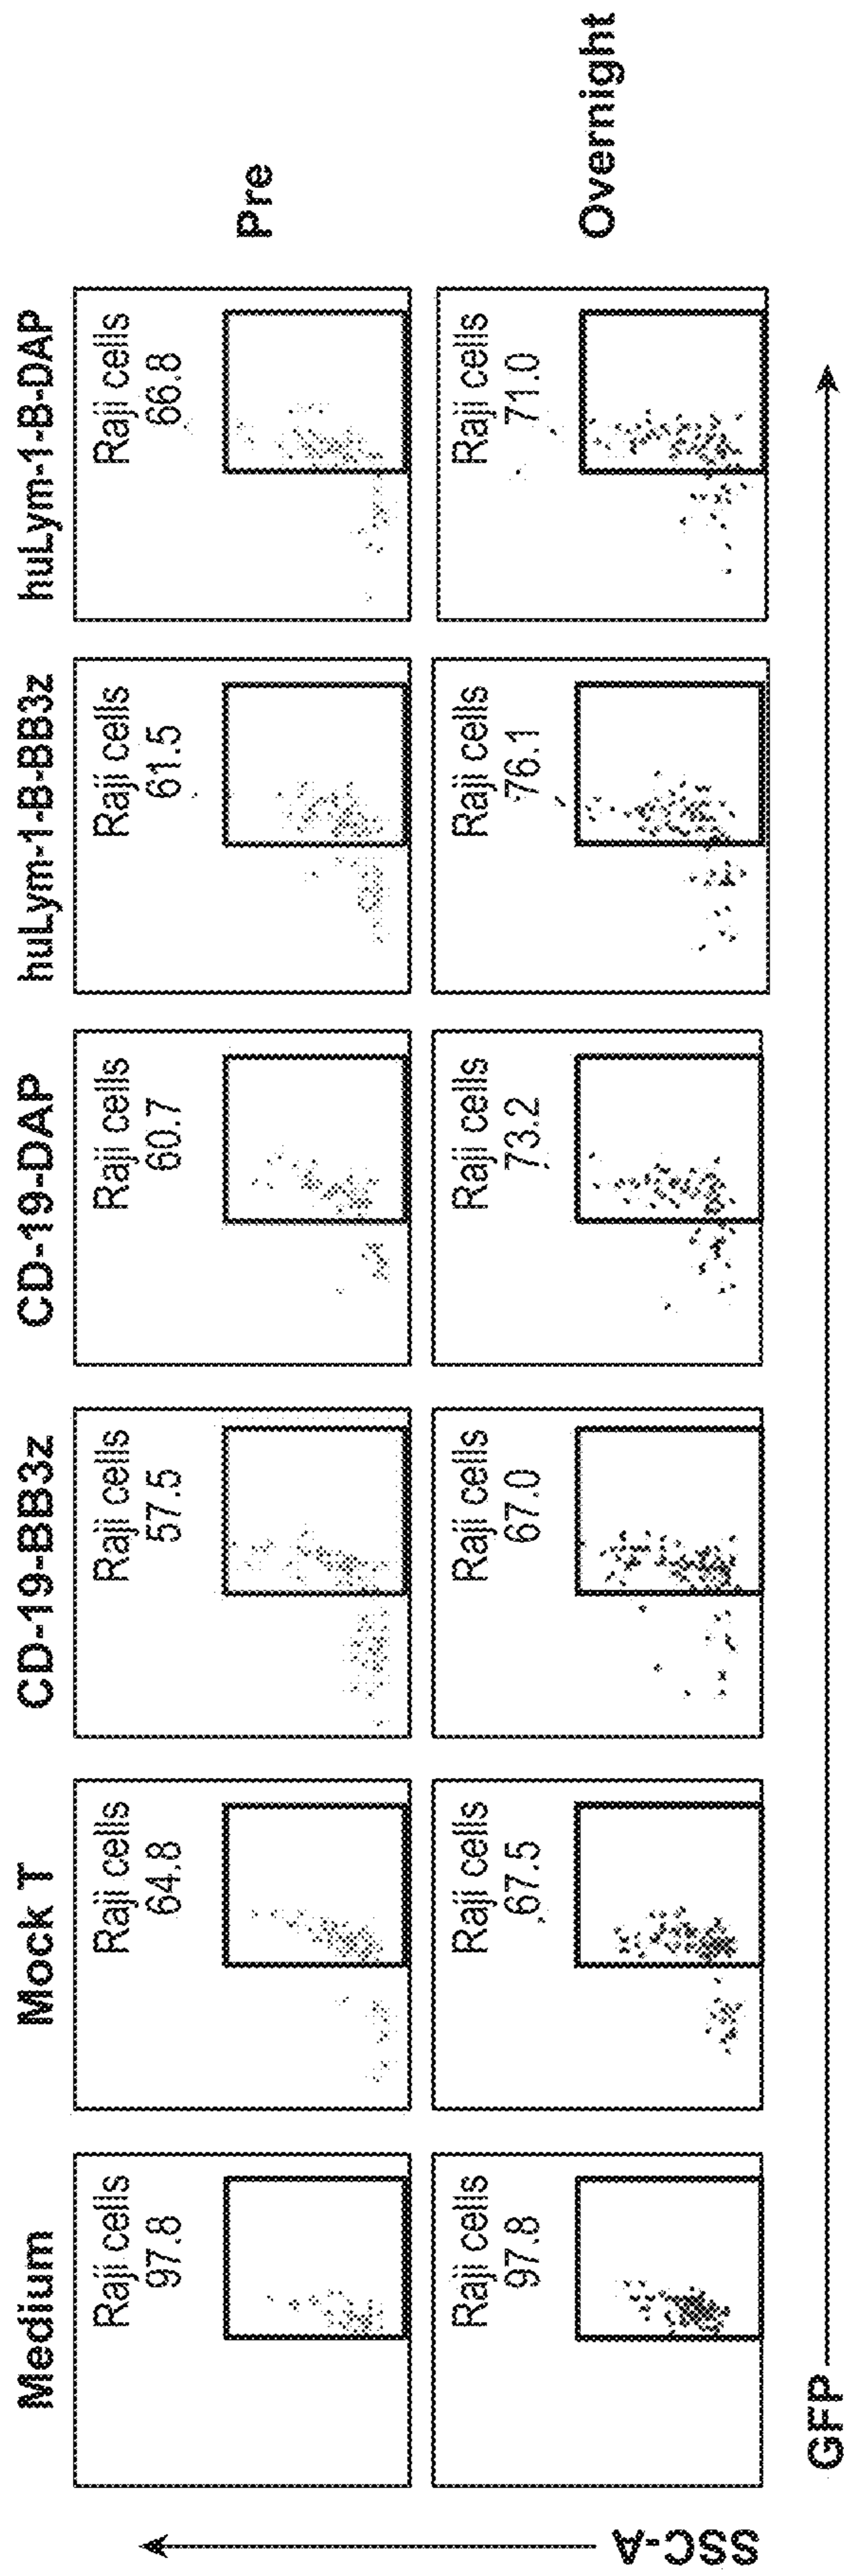 Medium
Mock T
CD-19-BB3z
CD-19-DAP
huLym-1-B-BB3z
huLym-1-B-DAP
Raji cells
97.8
Raji cells
64.8
Raji cells
57.5
Raji cells
60.7
Raji cells
61.5
Raji cells
66.8
Pre
Raji cells
97.8
Raji cells
67.5
Raji cells
67.0
Raji cells
73.2
Raji cells
76.1
Raji cells
71.0
Overnight
SSC-A
GFP